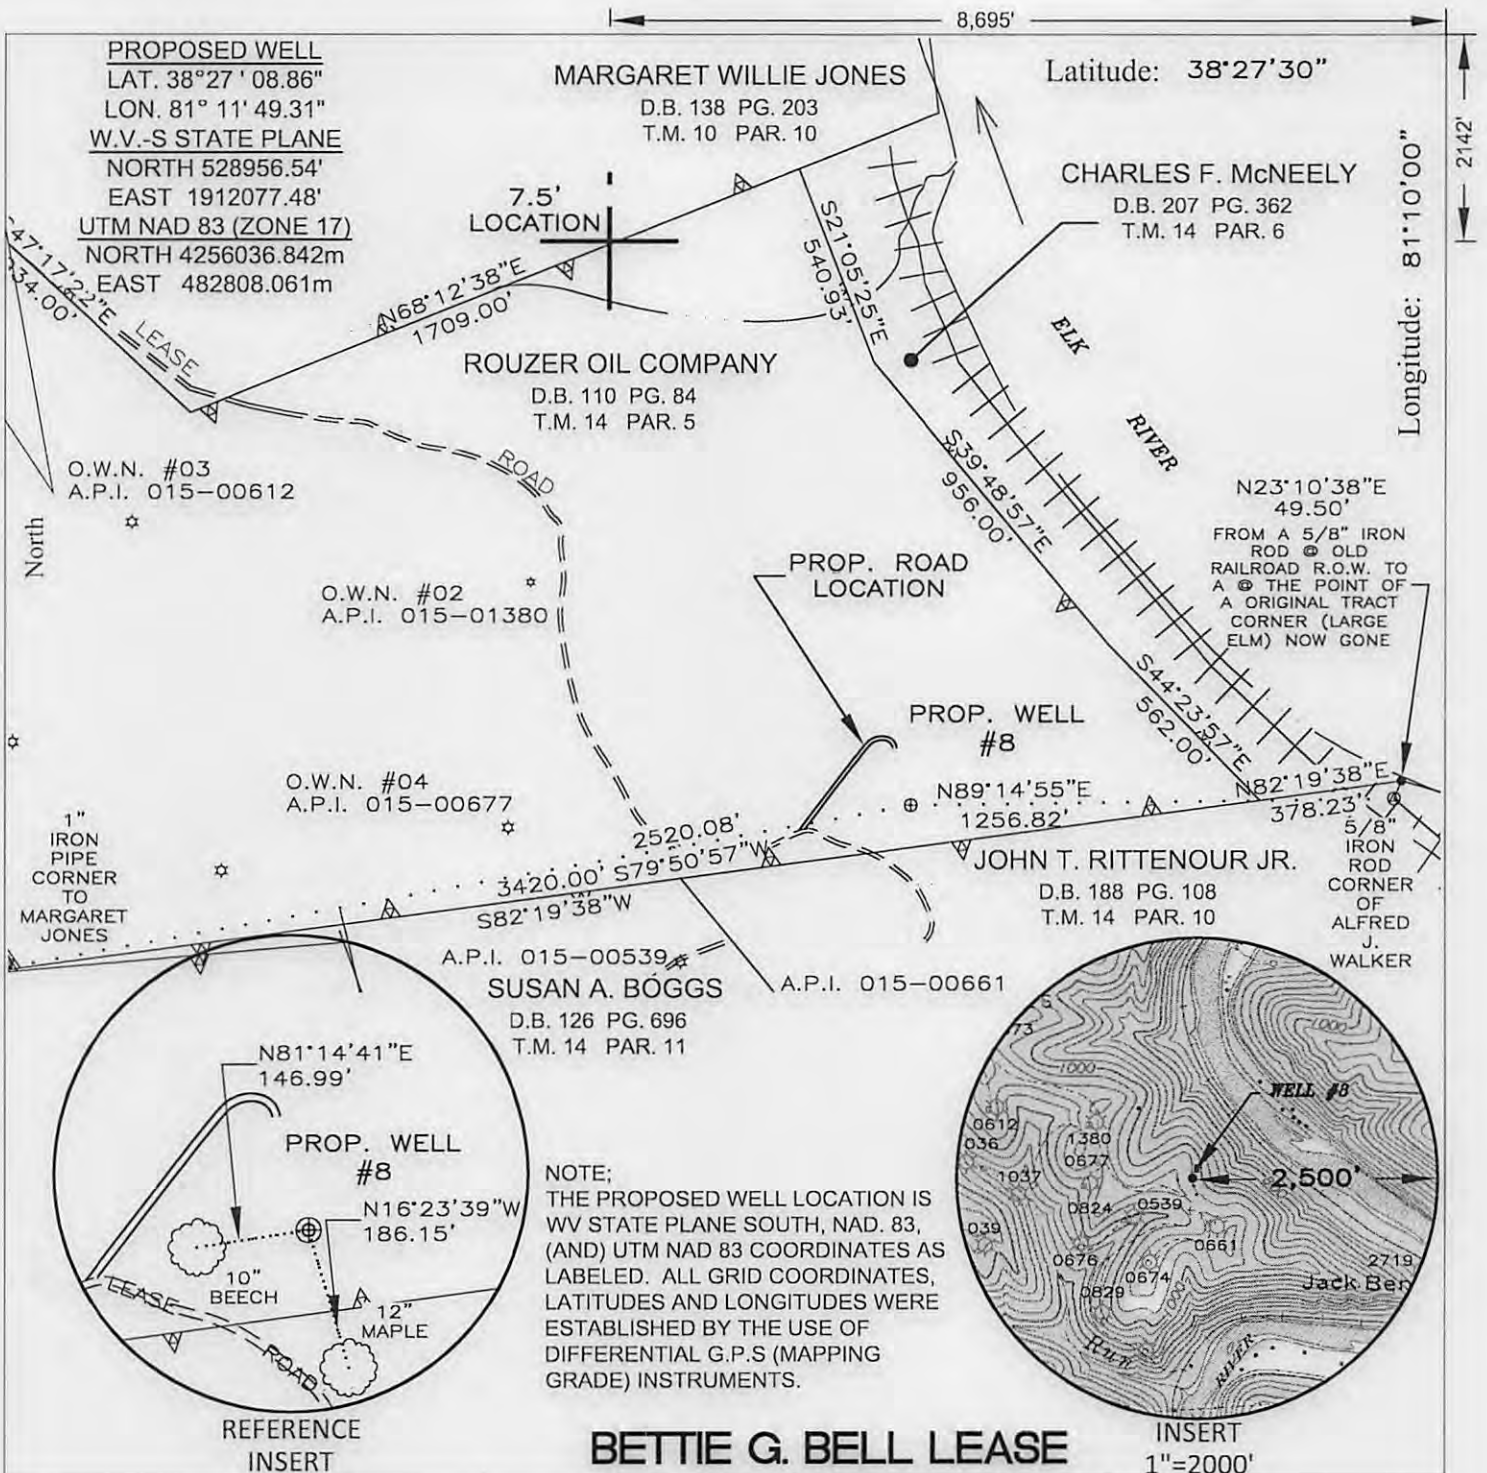 8,695'
PROPOSED WELL
LAT. 38°27 ' 08.86"
LON. 81° 11' 49.31"
W.V.-S STATE PLANE
NORTH 528956.54'
EAST 1912077.48'
UTM NAD 83 (ZONE 17)
NORTH 4256036.842m
EAST 482808.061m
MARGARET WILLIE JONES
D.B. 138 PG. 203
T.M. 10 PAR. 10
Latitude: 38°27'30"
2142'
Longitude: 81°10'00"
CHARLES F. McNEELY
D.B. 207 PG. 362
T.M. 14 PAR. 6
7.5'
LOCATION
47°17'22"E
34.00'
LEASE
N68°12'38"E
1709.00'
S21°05'25"E
540.93'
ELK
RIVER
ROUZER OIL COMPANY
D.B. 110 PG. 84
T.M. 14 PAR. 5
ROAD
S39°48'57"E
956.00'
O.W.N. #03
A.P.I. 015-00612
North
N23°10'38"E
49.50'
FROM A 5/8" IRON
ROD @ OLD
RAILROAD R.O.W. TO
A @ THE POINT OF
A ORIGINAL TRACT
CORNER (LARGE
ELM) NOW GONE
PROP. ROAD
LOCATION
O.W.N. #02
A.P.I. 015-01380
S44°23'57"E
562.00'
PROP. WELL
#8
O.W.N. #04
A.P.I. 015-00677
N89°14'55"E
1256.82'
N82°19'38"E
378.23'
1"
IRON
PIPE
CORNER
TO
MARGARET
JONES
2520.08'
3420.00' S79°50'57"W
S82°19'38"W
5/8"
IRON
ROD
CORNER
OF
ALFRED
J.
WALKER
JOHN T. RITTENOUR JR.
D.B. 188 PG. 108
T.M. 14 PAR. 10
A.P.I. 015-00539
SUSAN A. BOGGS
D.B. 126 PG. 696
T.M. 14 PAR. 11
A.P.I. 015-00661
N81°14'41"E
146.99'
PROP. WELL
#8
N16°23'39"W
186.15'
10"
BEECH
12"
MAPLE
LEASE
ROAD
REFERENCE
INSERT
NOTE;
THE PROPOSED WELL LOCATION IS
WV STATE PLANE SOUTH, NAD. 83,
(AND) UTM NAD 83 COORDINATES AS
LABELED. ALL GRID COORDINATES,
LATITUDES AND LONGITUDES WERE
ESTABLISHED BY THE USE OF
DIFFERENTIAL G.P.S (MAPPING
GRADE) INSTRUMENTS.
73
1000
1000
WELL #8
0612
036
1380
0677
1037
2,500'
0824
0539
039
0661
0676
0674
2719
0829
1000
Jack Ben
Run
RIVER
INSERT
1"=2000'
BETTIE G. BELL LEASE